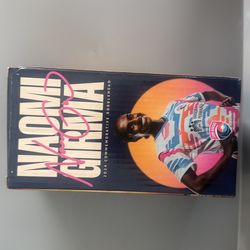 NAOMI
GIRMA
2024 COMMEMORATIVE BOBBLEHEAD